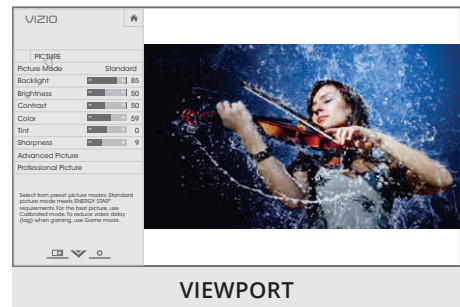 VIZIO
PICTURE
Picture Mode Standard
Backlight 85
Brightness 50
Contrast 50
Color 59
Tint 0
Sharpness 9
Advanced Picture
Professional Picture
Select from preset picture modes. Standard
picture mode meets ENERGY STAR®
requirements. For the best picture, use
Calibrated mode. To reduce video delay
(lag) when gaming, use Game mode.
VIEWPORT